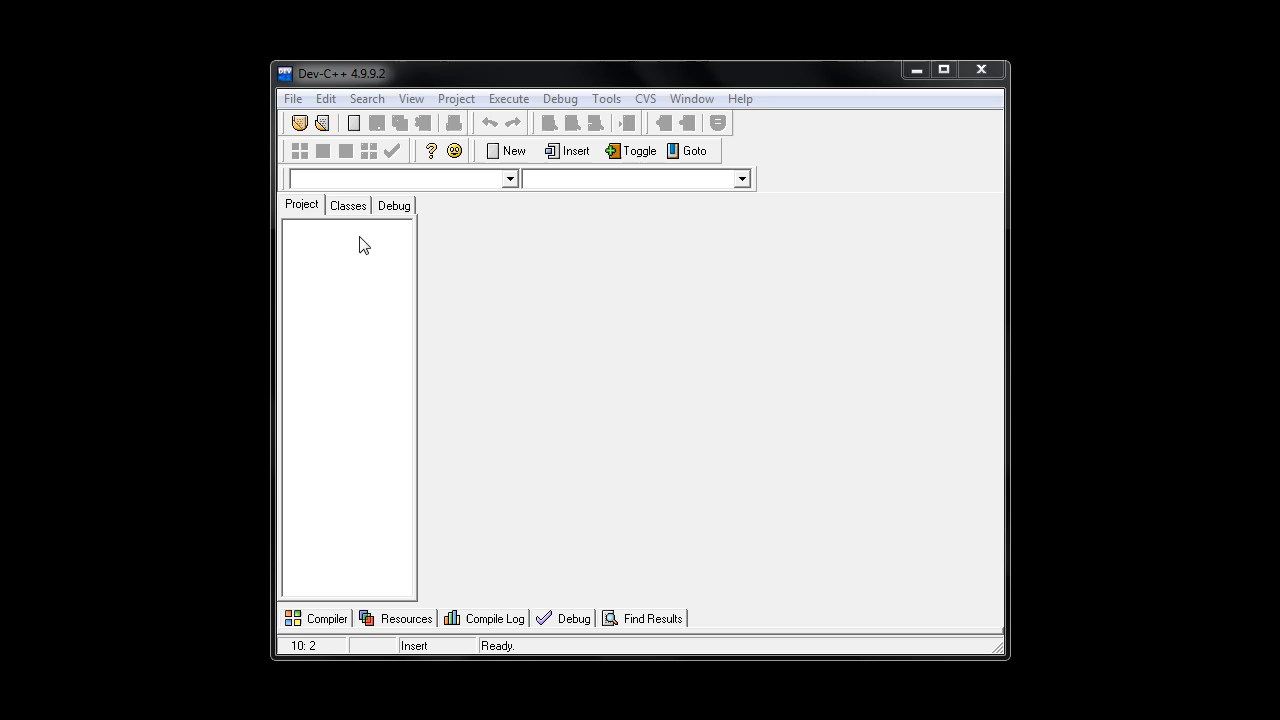 Dev-C++ 4.9.9.2
File Edit Search View Project Execute Debug Tools CVS Window Help
New Insert Toggle Goto
Project Classes Debug
Compiler Resources Compile Log Debug Find Results
10: 2 Insert Ready.